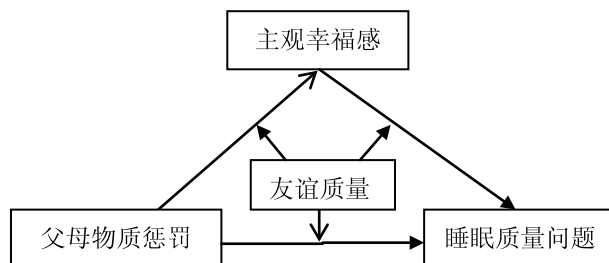 主观幸福感
友谊质量
父母物质惩罚
睡眠质量问题